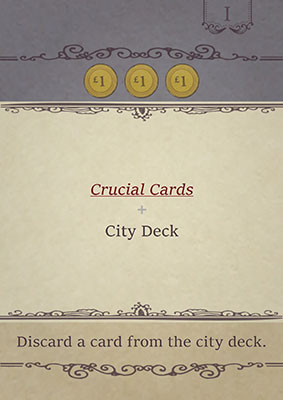 I
£1 £1 £1
Crucial Cards
+
City Deck
Discard a card from the city deck.